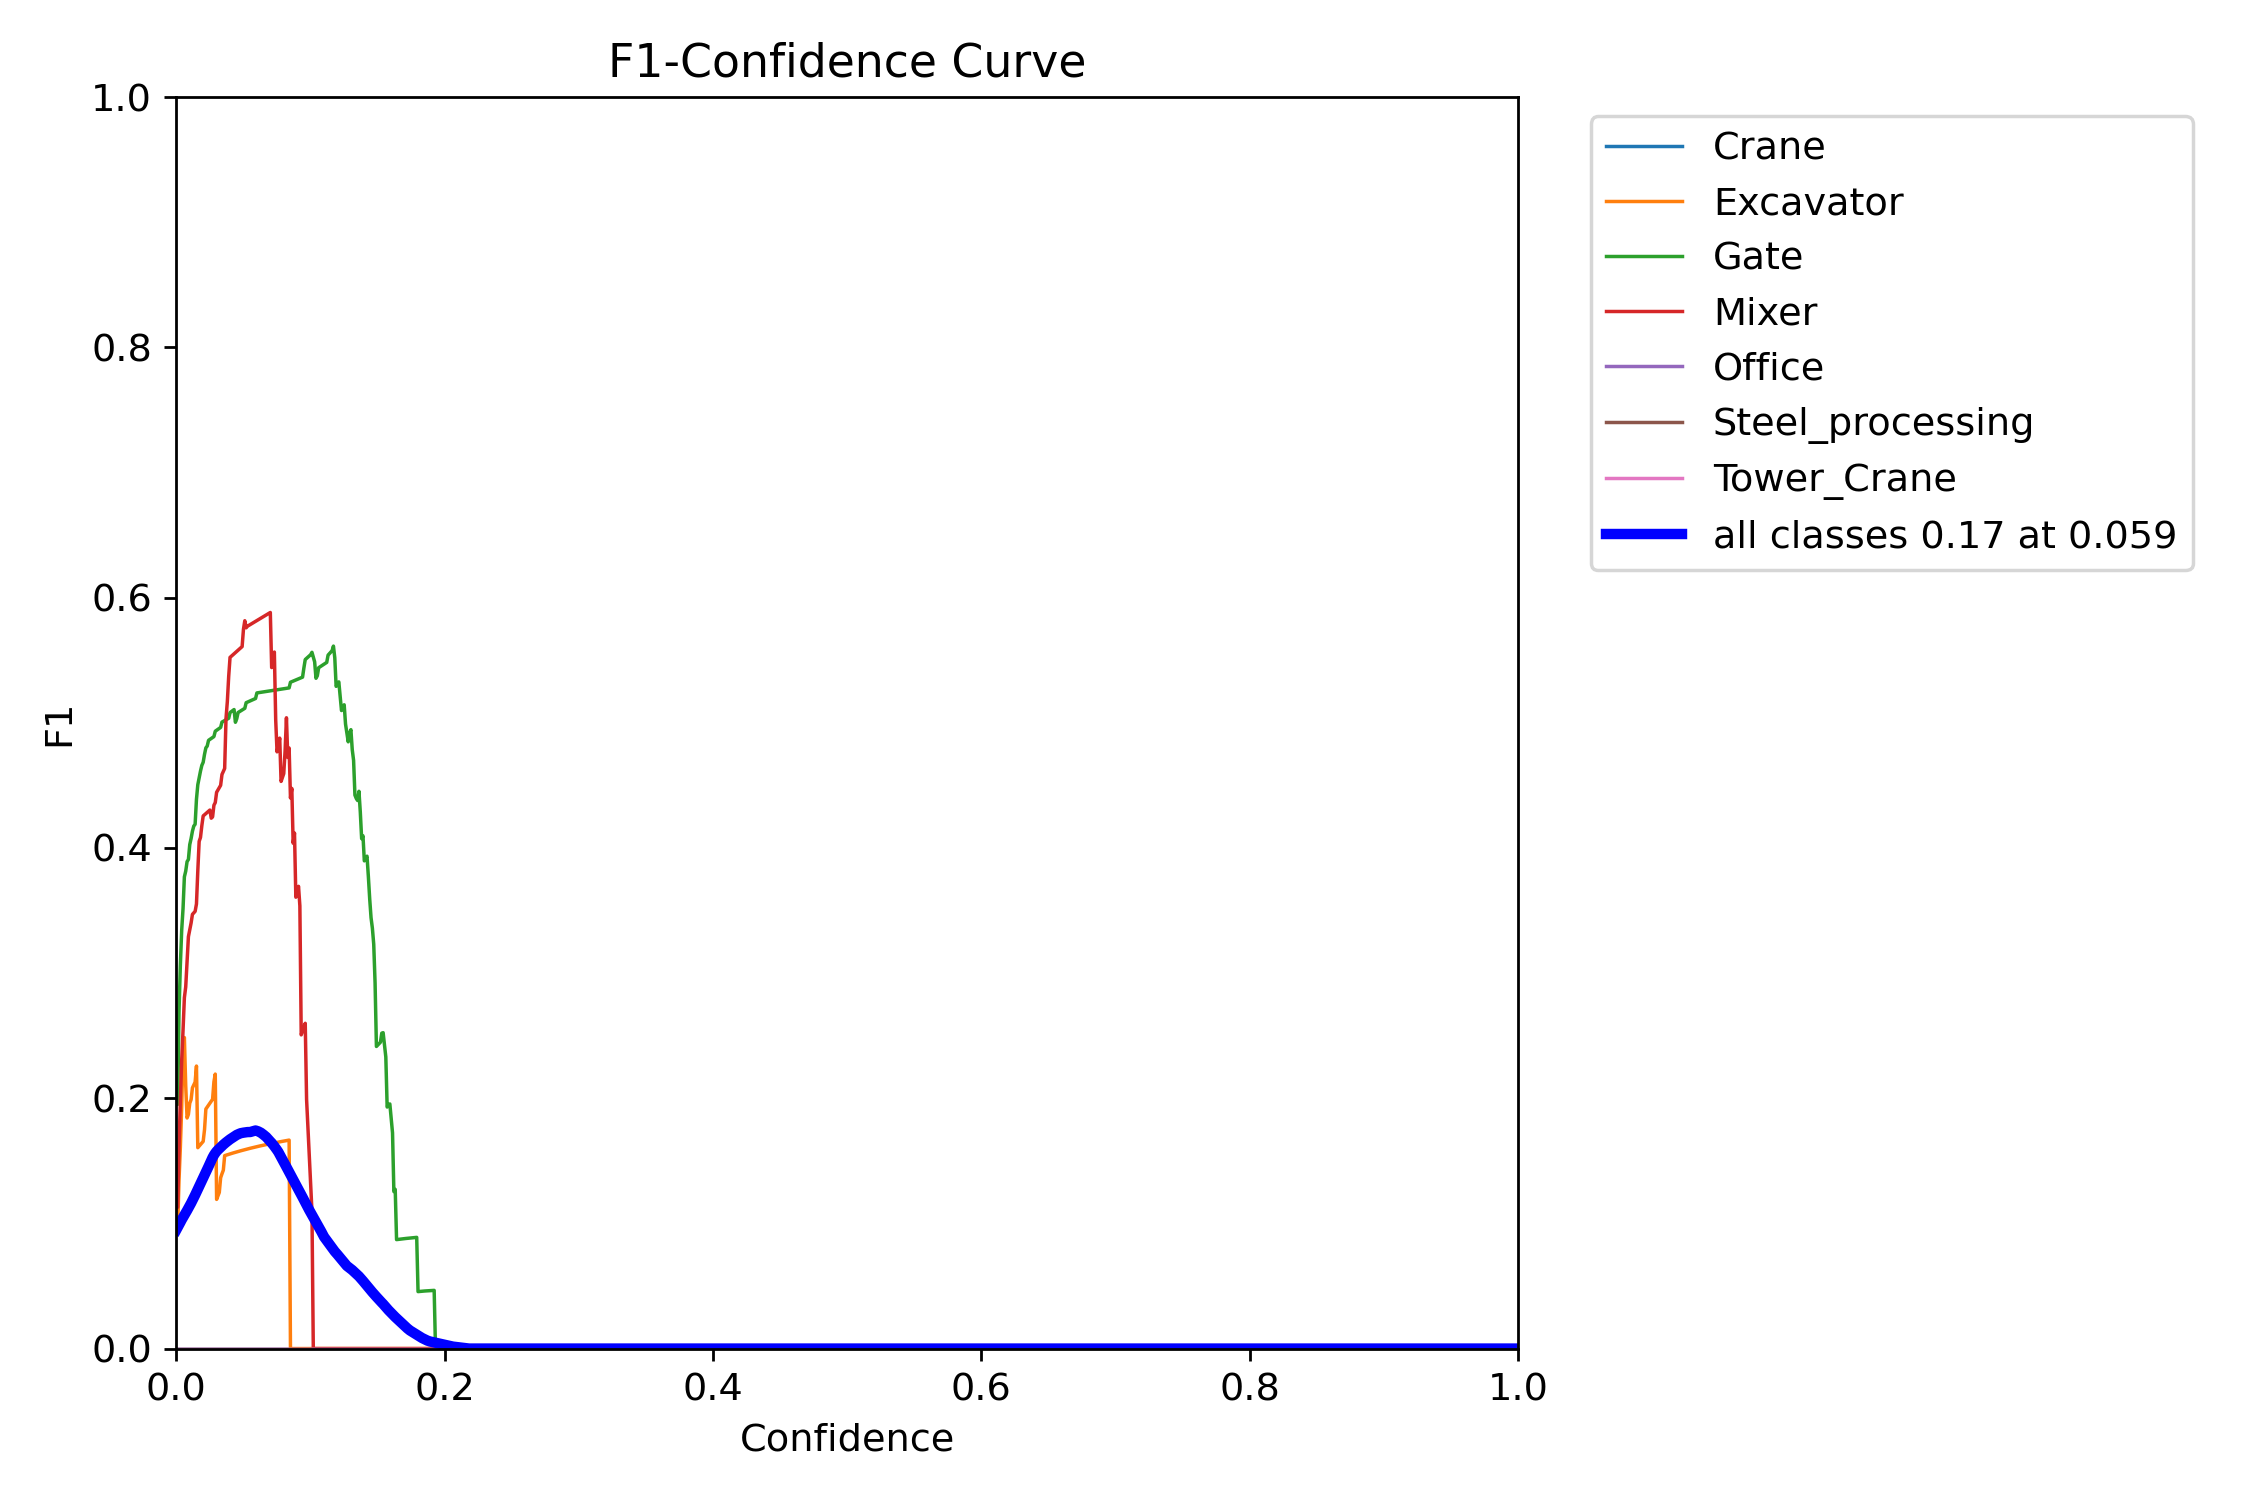 F1-Confidence Curve
1.0
0.8
0.6
0.4
0.2
0.0
F1
0.0 0.2 0.4 0.6 0.8 1.0
Confidence
Crane
Excavator
Gate
Mixer
Office
Steel_processing
Tower_Crane
all classes 0.17 at 0.059